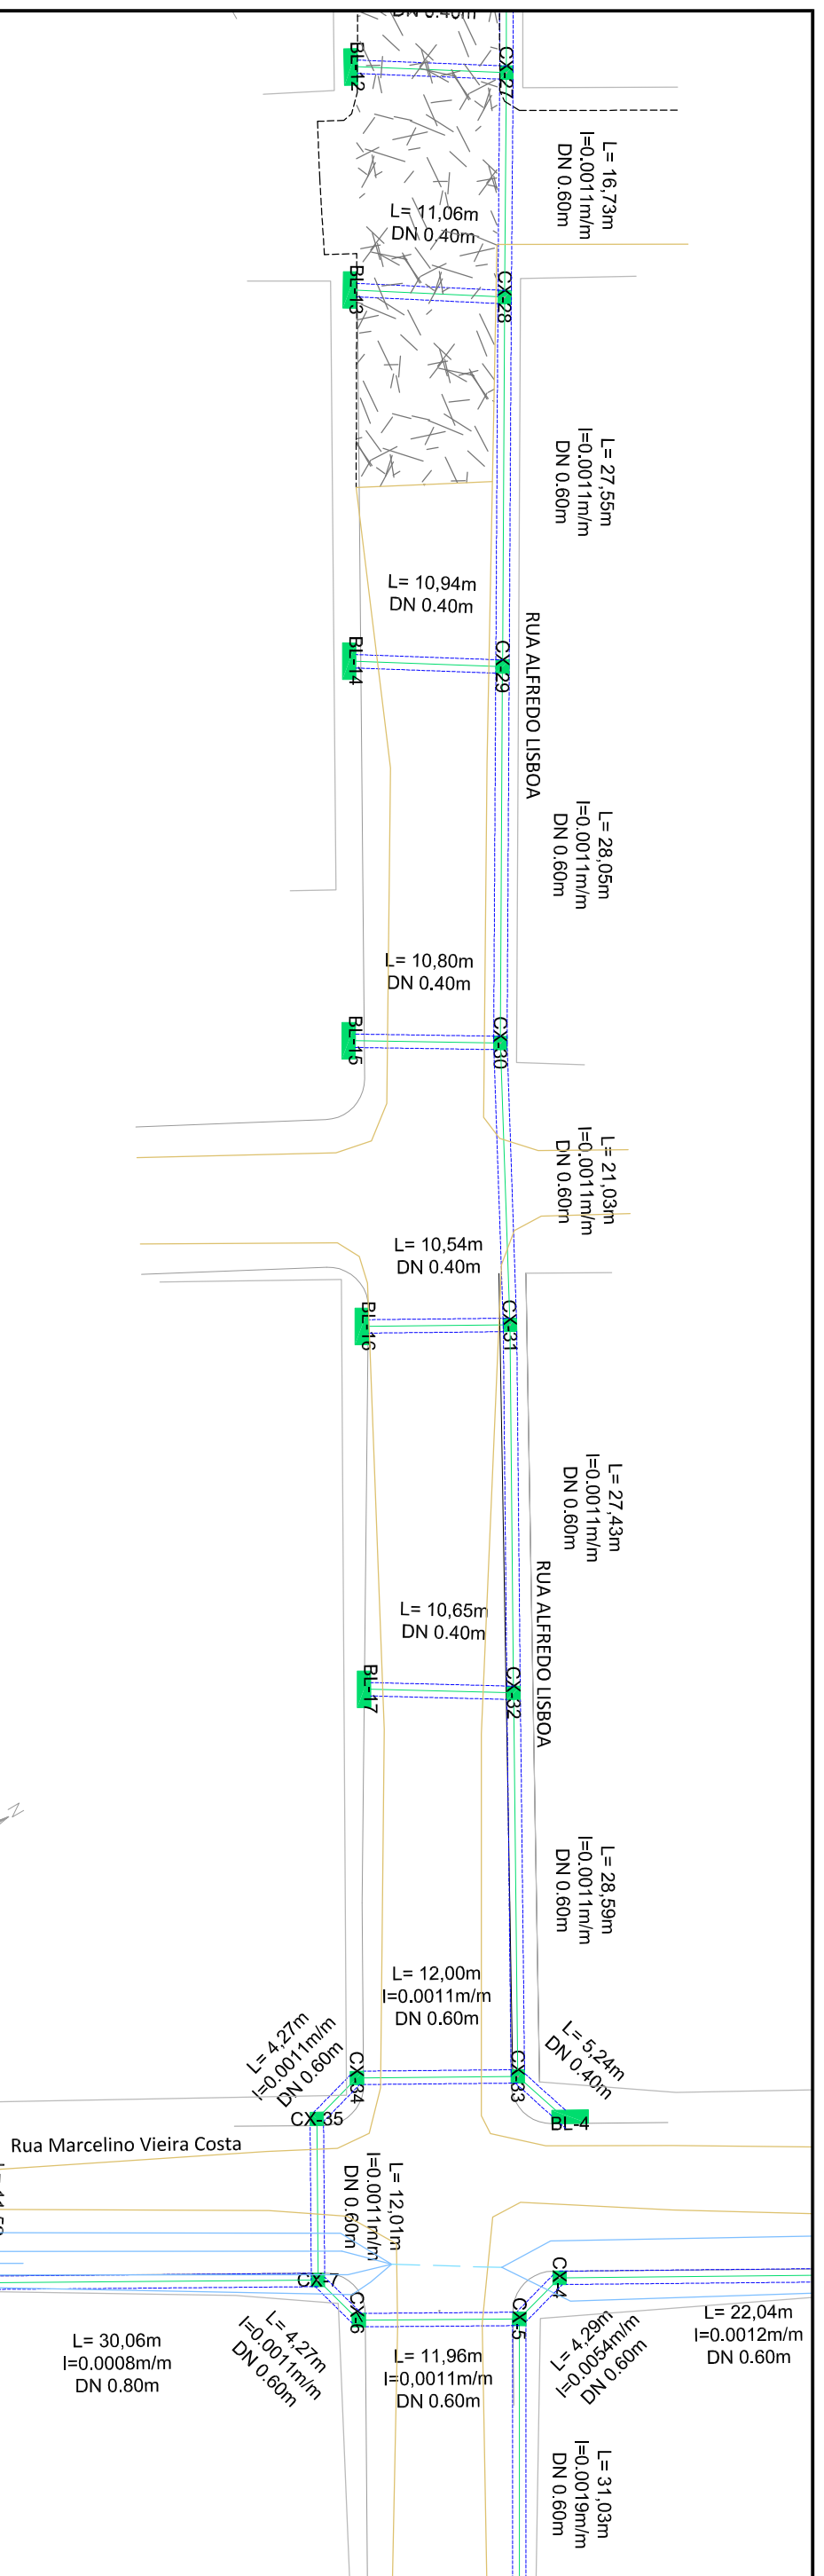 DN 0.40m
BL-12
CX-27
L= 16,73m
I=0.0011m/m
DN 0.60m
L= 11,06m
DN 0.40m
BL-13
CX-28
L= 27,55m
I=0.0011m/m
DN 0.60m
L= 10,94m
DN 0.40m
BL-14
CX-29
RUA ALFREDO LISBOA
L= 28,05m
I=0.0011m/m
DN 0.60m
L= 10,80m
DN 0.40m
BL-15
CX-30
L= 21,03m
I=0.0011m/m
DN 0.60m
L= 10,54m
DN 0.40m
BL-16
CX-31
L= 27,43m
I=0.0011m/m
DN 0.60m
RUA ALFREDO LISBOA
L= 10,65m
DN 0.40m
BL-17
CX-32
N
L= 28,59m
I=0.0011m/m
DN 0.60m
L= 12,00m
I=0.0011m/m
DN 0.60m
L= 4,27m
I=0.0011m/m
DN 0.60m
CX-34
CX-33
L= 5,24m
DN 0.40m
CX-35
BL-4
Rua Marcelino Vieira Costa
L= 12,01m
I=0.0011m/m
DN 0.60m
CX-7
CX-6
CX-5
CX-4
L= 30,06m
I=0.0008m/m
DN 0.80m
L= 4,27m
I=0.0011m/m
DN 0.60m
L= 11,96m
I=0,0011m/m
DN 0.60m
L= 4,29m
I=0.0054m/m
DN 0.60m
L= 22,04m
I=0.0012m/m
DN 0.60m
L= 31,03m
I=0.0019m/m
DN 0.60m